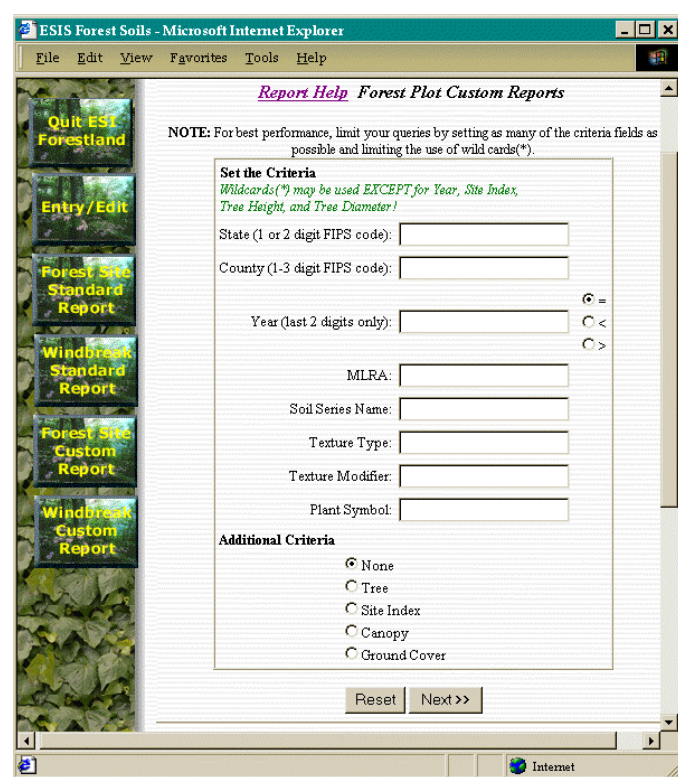 ESIS Forest Soils - Microsoft Internet Explorer
File Edit View Favorites Tools Help
Report Help Forest Plot Custom Reports
NOTE: For best performance, limit your queries by setting as many of the criteria fields as
possible and limiting the use of wild cards(*).
Quit ESI
Forestland
Entry/Edit
Forest Site
Standard
Report
Windbreak
Standard
Report
Forest Site
Custom
Report
Windbreak
Custom
Report
Set the Criteria
Wildcards(*) may be used EXCEPT for Year, Site Index,
Tree Height, and Tree Diameter!
State (1 or 2 digit FIPS code):
County (1-3 digit FIPS code):
Year (last 2 digits only):
=
<
>
MLRA:
Soil Series Name:
Texture Type:
Texture Modifier:
Plant Symbol:
Additional Criteria
None
Tree
Site Index
Canopy
Ground Cover
Reset Next>>
Internet